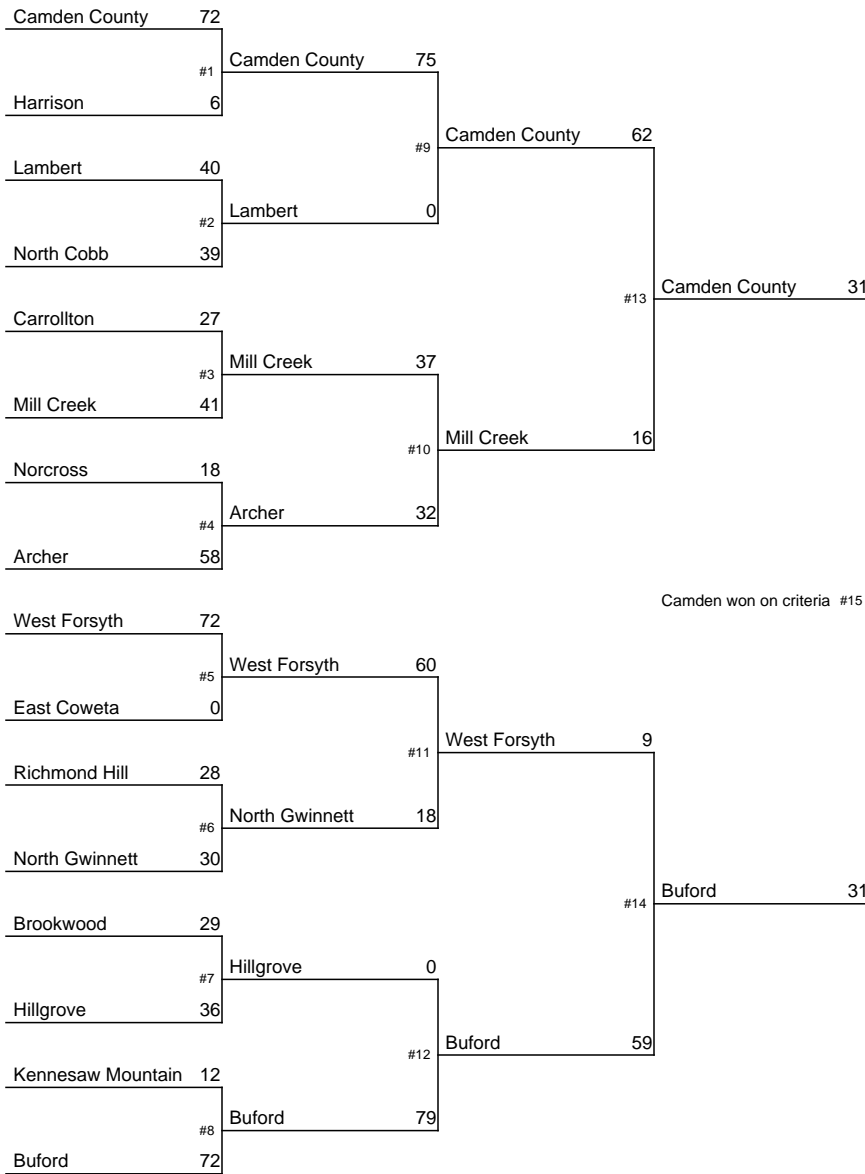 Camden County 72
#1
Harrison 6
Lambert 40
#2
North Cobb 39
Carrollton 27
#3
Mill Creek 41
Norcross 18
#4
Archer 58
West Forsyth 72
#5
East Coweta 0
Richmond Hill 28
#6
North Gwinnett 30
Brookwood 29
#7
Hillgrove 36
Kennesaw Mountain 12
#8
Buford 72
Camden County 75
#9
Lambert 0
Mill Creek 37
#10
Archer 32
West Forsyth 60
#11
North Gwinnett 18
Hillgrove 0
#12
Buford 79
Camden County 62
#13
Mill Creek 16
West Forsyth 9
#14
Buford 59
Camden County 31
Camden won on criteria #15
Buford 31